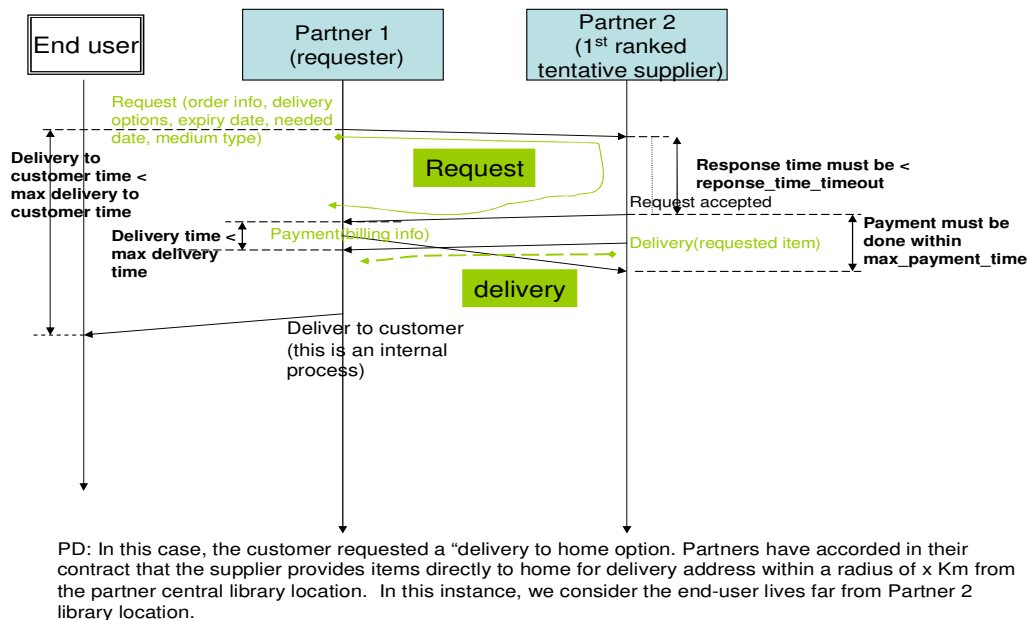 End user
Partner 1
(requester)
Partner 2
(1st ranked
tentative supplier)
Request (order info, delivery
options, expiry date, needed
date, medium type)
Delivery to
customer time <
max delivery to
customer time
Request
Response time must be <
reponse_time_timeout
Request accepted
Delivery time <
max delivery
time
Payment(billing info)
Delivery(requested item)
Payment must be
done within
max_payment_time
delivery
Deliver to customer
(this is an internal
process)
PD: In this case, the customer requested a “delivery to home option. Partners have accorded in their
contract that the supplier provides items directly to home for delivery address within a radius of x Km from
the partner central library location. In this instance, we consider the end-user lives far from Partner 2
library location.